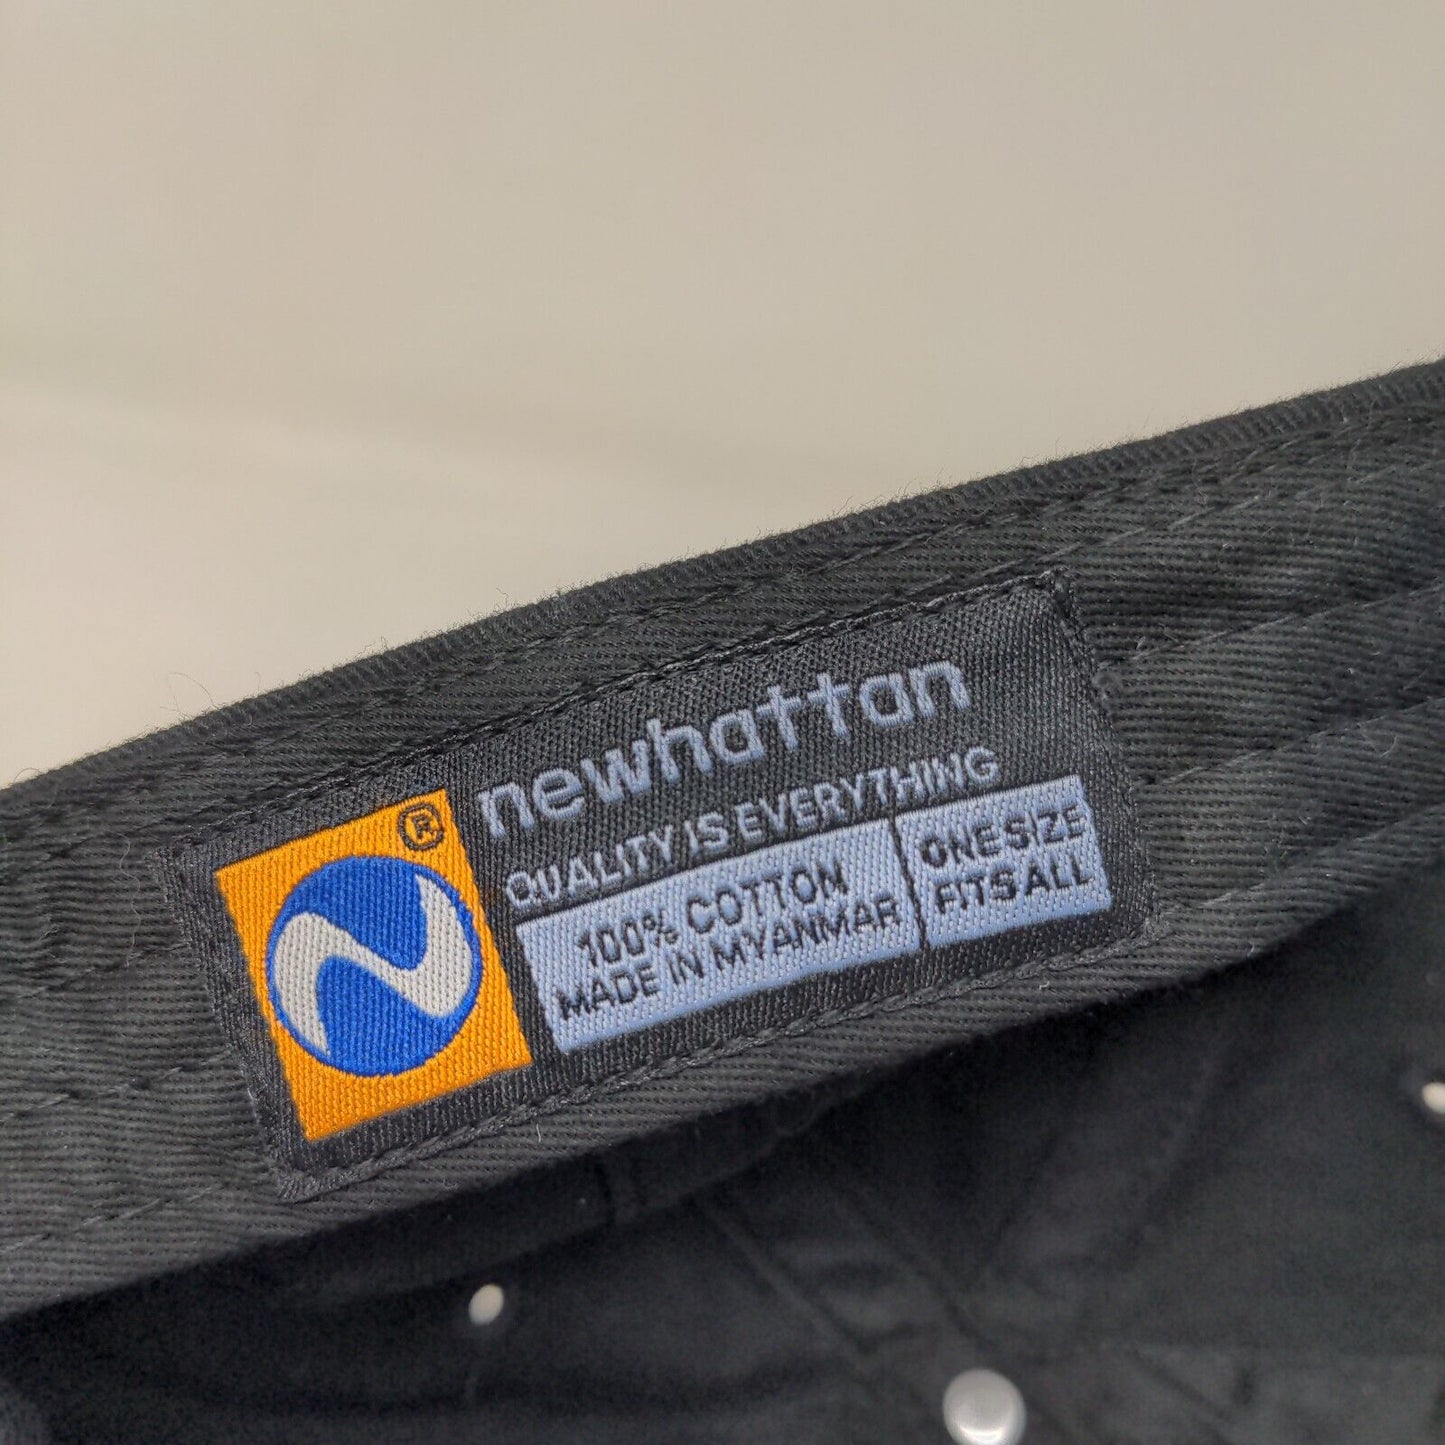 ®
newhattan
QUALITY IS EVERYTHING
100% COTTON
MADE IN MYANMAR
ONE SIZE
FITS ALL